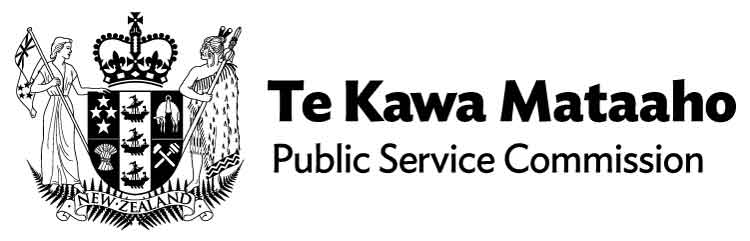 Te Kawa Mataaho
Public Service Commission
NEW·ZEALAND